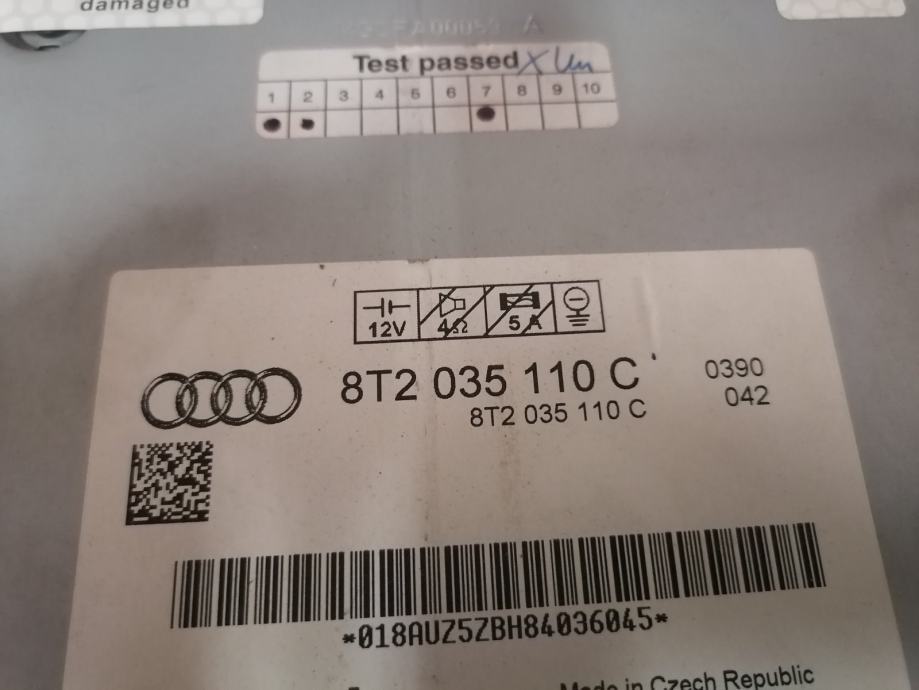 damaged
Test passed
1 2 3 4 5 6 7 8 9 10
12V 4Ω 5A
8T2 035 110 C 0390
8T2 035 110 C 042
*018AUZ5ZBH84036045*
Made in Czech Republic